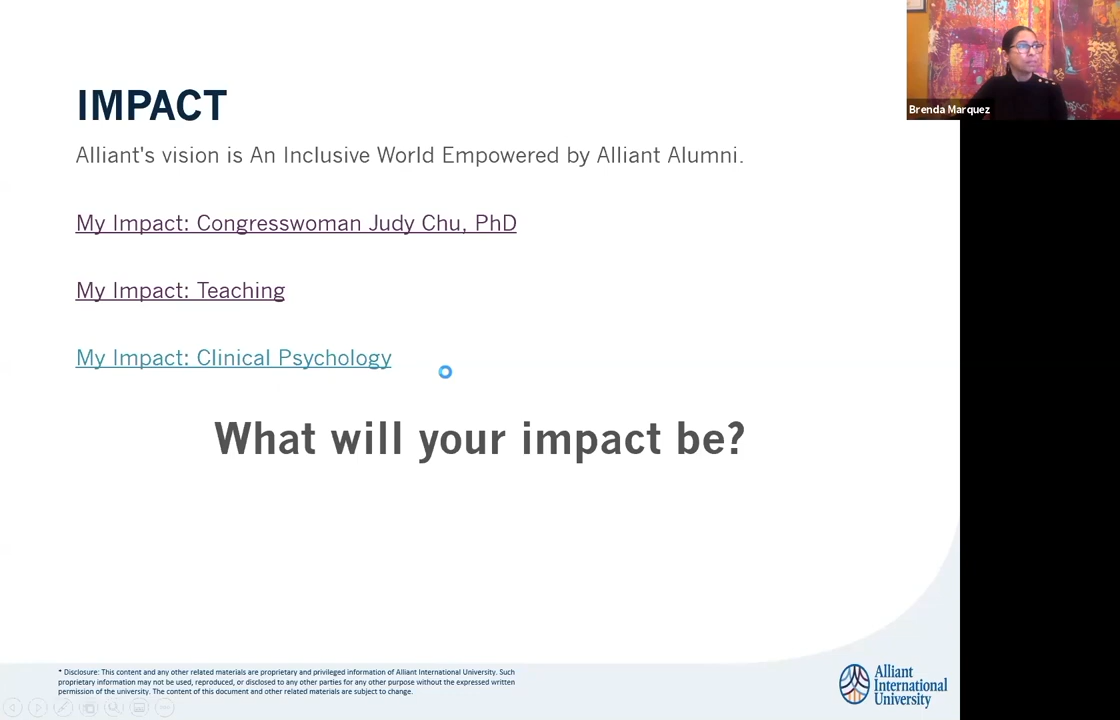 Brenda Marquez
IMPACT
Alliant's vision is An Inclusive World Empowered by Alliant Alumni.
My Impact: Congresswoman Judy Chu, PhD
My Impact: Teaching
My Impact: Clinical Psychology
What will your impact be?
* Disclosure: This content and any other related materials are proprietary and privileged information of Alliant International University. Such
proprietary information may not be used, reproduced, or disclosed to any other parties for any other purpose without the expressed written
permission of the university. The content of this document and other related materials are subject to change.
Alliant
International
University